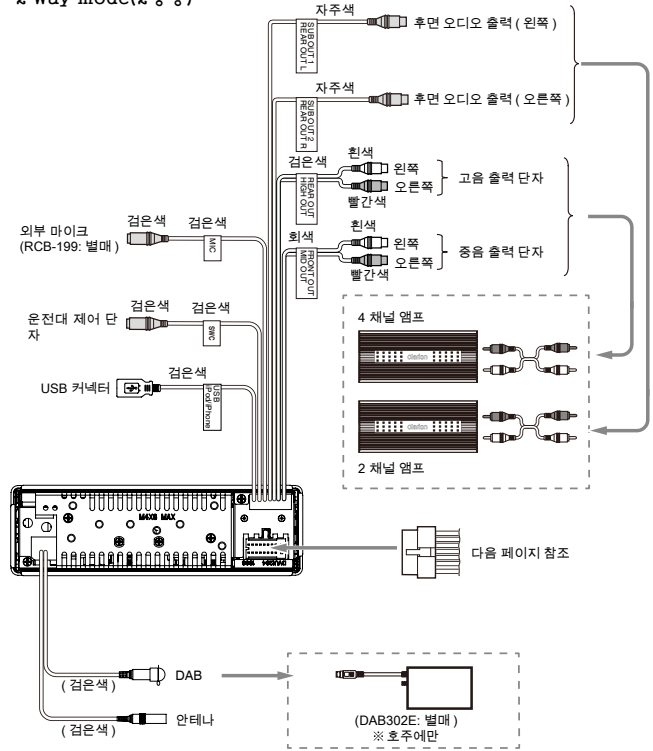 2 way mode(2방향)
자주색
SUB OUT 1
REAR OUT L
후면 오디오 출력 ( 왼쪽 )
자주색
SUB OUT 2
REAR OUT R
후면 오디오 출력 ( 오른쪽 )
검은색
REAR OUT
HIGH OUT
흰색
왼쪽
오른쪽
빨간색
고음 출력 단자
회색
FRONT OUT
MID OUT
흰색
왼쪽
오른쪽
빨간색
중음 출력 단자
외부 마이크
(RCB-199: 별매 )
검은색
검은색
MIC
운전대 제어 단
자
검은색
검은색
SWC
USB 커넥터
검은색
USB
iPod/iPhone
4 채널 앰프
clarion
clarion
2 채널 앰프
M4X8 MAX
다음 페이지 참조
( 검은색 )
DAB
( 검은색 )
안테나
(DAB302E: 별매 )
※ 호주에만